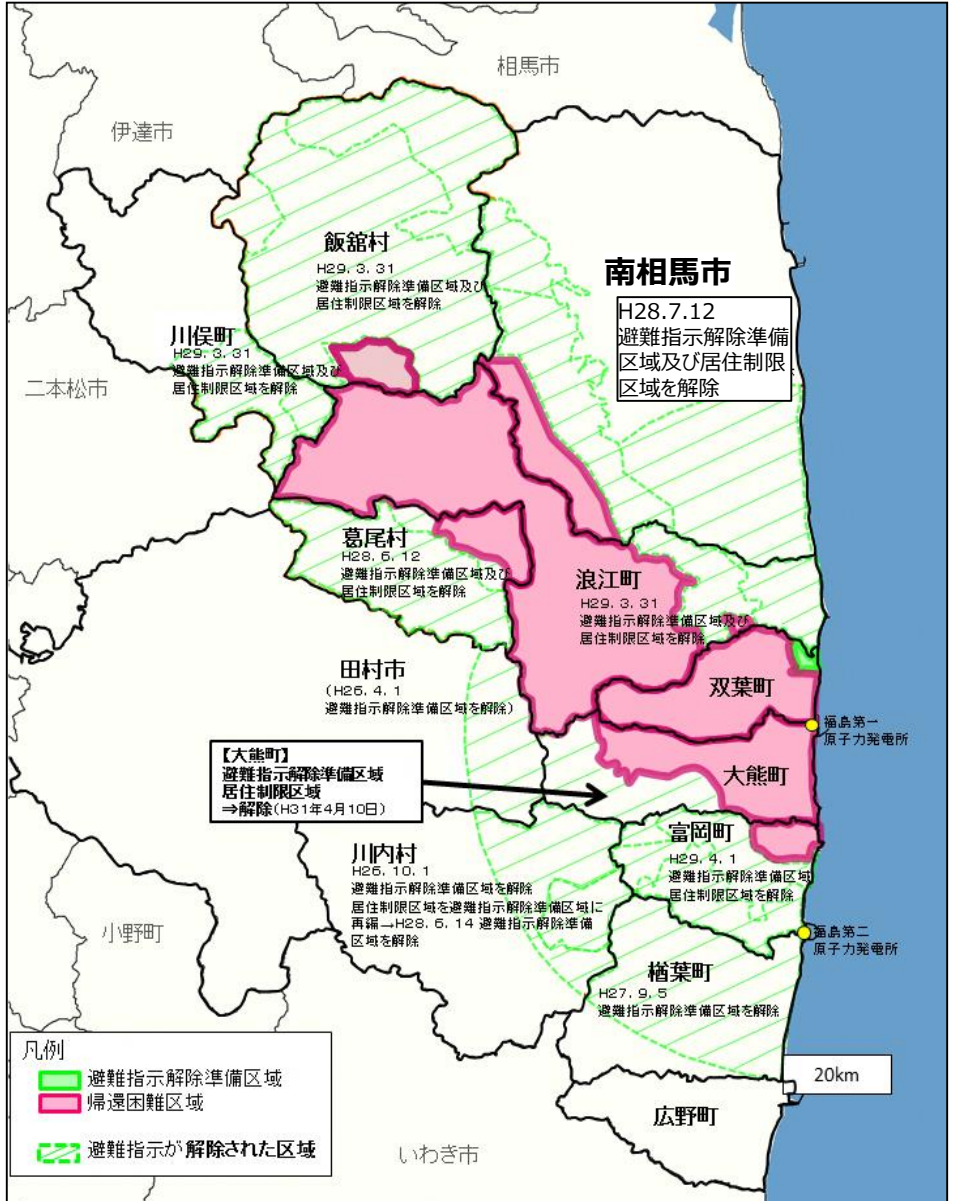 相馬市
伊達市
飯舘村
H29.3.31
避難指示解除準備区域及び
居住制限区域を解除
南相馬市
H28.7.12
避難指示解除準備
区域及び居住制限
区域を解除
川俣町
H29.3.31
避難指示解除準備区域及び
居住制限区域を解除
二本松市
葛尾村
H28.6.12
避難指示解除準備区域及び
居住制限区域を解除
浪江町
H29.3.31
避難指示解除準備区域及び
居住制限区域を解除
田村市
(H26.4.1
避難指示解除準備区域を解除)
双葉町
福島第一
原子力発電所
【大熊町】
避難指示解除準備区域
居住制限区域
⇒解除(H31年4月10日)
大熊町
富岡町
H29.4.1
避難指示解除準備区域
居住制限区域を解除
川内村
H26.10.1
避難指示解除準備区域を解除
居住制限区域を避難指示解除準備区域に
再編→H28.6.14 避難指示解除準備
区域を解除
小野町
福島第二
原子力発電所
楢葉町
H27.9.5
避難指示解除準備区域を解除
20km
広野町
いわき市
凡例
避難指示解除準備区域
帰還困難区域
避難指示が解除された区域